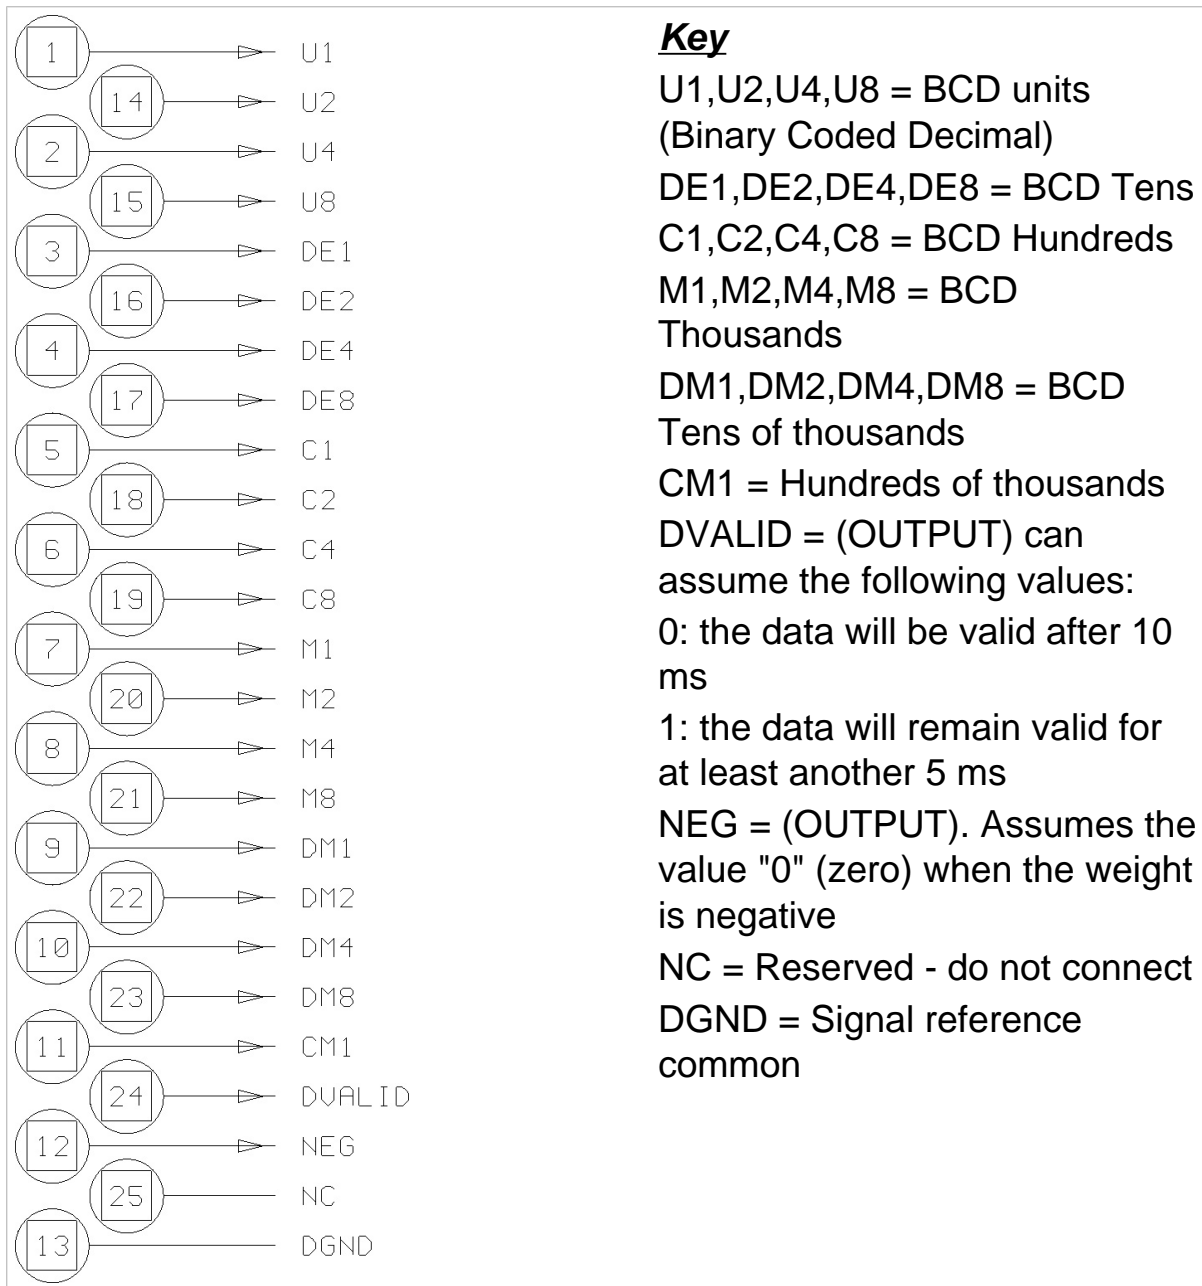 1 U1
14 U2
2 U4
15 U8
3 DE1
16 DE2
4 DE4
17 DE8
5 C1
18 C2
6 C4
19 C8
7 M1
20 M2
8 M4
21 M8
9 DM1
22 DM2
10 DM4
23 DM8
11 CM1
24 DVALID
12 NEG
25 NC
13 DGND
Key
U1,U2,U4,U8 = BCD units
(Binary Coded Decimal)
DE1,DE2,DE4,DE8 = BCD Tens
C1,C2,C4,C8 = BCD Hundreds
M1,M2,M4,M8 = BCD
Thousands
DM1,DM2,DM4,DM8 = BCD
Tens of thousands
CM1 = Hundreds of thousands
DVALID = (OUTPUT) can
assume the following values:
0: the data will be valid after 10
ms
1: the data will remain valid for
at least another 5 ms
NEG = (OUTPUT). Assumes the
value "0" (zero) when the weight
is negative
NC = Reserved - do not connect
DGND = Signal reference
common